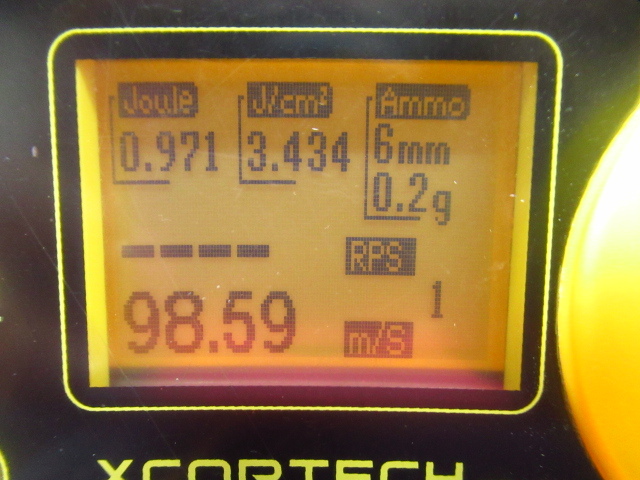 Joule J/cm² Ammo
0.971 3.434 6mm
0.2g
---- RPS
1
98.59 m/S
XCORTECH